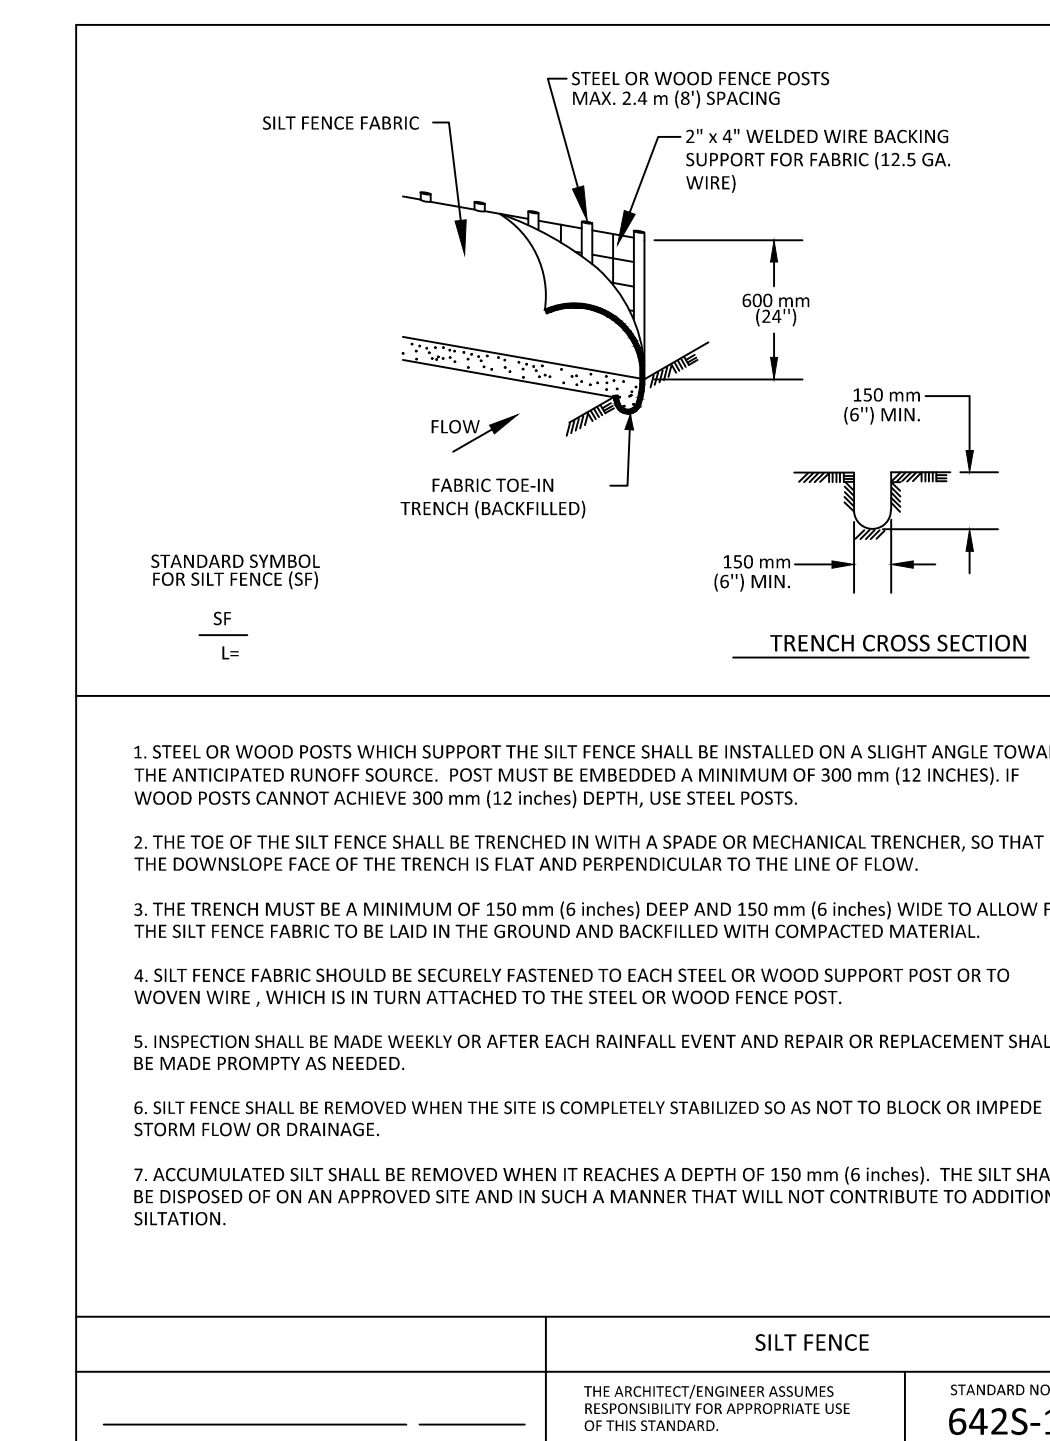 STEEL OR WOOD FENCE POSTS
MAX. 2.4 m (8') SPACING
SILT FENCE FABRIC
2" x 4" WELDED WIRE BACKING
SUPPORT FOR FABRIC (12.5 GA.
WIRE)
600 mm
(24")
150 mm
(6") MIN.
FLOW
FABRIC TOE-IN
TRENCH (BACKFILLED)
STANDARD SYMBOL
FOR SILT FENCE (SF)
150 mm
(6") MIN.
SF
L=
TRENCH CROSS SECTION
1. STEEL OR WOOD POSTS WHICH SUPPORT THE SILT FENCE SHALL BE INSTALLED ON A SLIGHT ANGLE
THE ANTICIPATED RUNOFF SOURCE.  POST MUST BE EMBEDDED A MINIMUM OF 300 mm (12 INCHES). IF
WOOD POSTS CANNOT ACHIEVE 300 mm (12 inches) DEPTH, USE STEEL POSTS.
2. THE TOE OF THE SILT FENCE SHALL BE TRENCHED IN WITH A SPADE OR MECHANICAL TRENCHER, SO THAT
THE DOWNSLOPE FACE OF THE TRENCH IS FLAT AND PERPENDICULAR TO THE LINE OF FLOW.
3. THE TRENCH MUST BE A MINIMUM OF 150 mm (6 inches) DEEP AND 150 mm (6 inches) WIDE TO ALLOW
THE SILT FENCE FABRIC TO BE LAID IN THE GROUND AND BACKFILLED WITH COMPACTED MATERIAL.
4. SILT FENCE FABRIC SHOULD BE SECURELY FASTENED TO EACH STEEL OR WOOD SUPPORT POST OR TO
WOVEN WIRE , WHICH IS IN TURN ATTACHED TO THE STEEL OR WOOD FENCE POST.
5. INSPECTION SHALL BE MADE WEEKLY OR AFTER EACH RAINFALL EVENT AND REPAIR OR REPLACEMENT
BE MADE PROMPTY AS NEEDED.
6. SILT FENCE SHALL BE REMOVED WHEN THE SITE IS COMPLETELY STABILIZED SO AS NOT TO BLOCK OR IMPEDE
STORM FLOW OR DRAINAGE.
7. ACCUMULATED SILT SHALL BE REMOVED WHEN IT REACHES A DEPTH OF 150 mm (6 inches).  THE SILT
BE DISPOSED OF ON AN APPROVED SITE AND IN SUCH A MANNER THAT WILL NOT CONTRIBUTE TO
SILTATION.
SILT FENCE
THE ARCHITECT/ENGINEER ASSUMES
RESPONSIBILITY FOR APPROPRIATE USE
OF THIS STANDARD.
STANDARD NO
642S-1